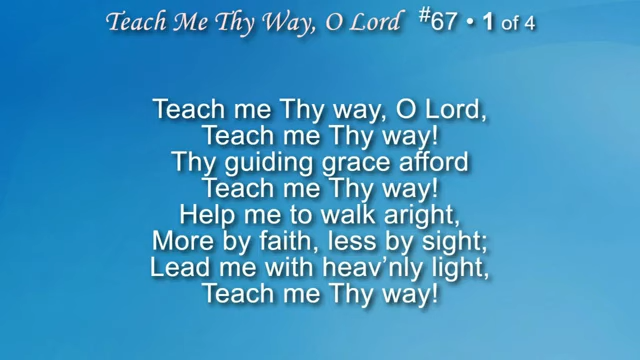 Teach Me Thy Way, O Lord #67 • 1 of 4
Teach me Thy way, O Lord,
Teach me Thy way!
Thy guiding grace afford
Teach me Thy way!
Help me to walk aright,
More by faith, less by sight;
Lead me with heav’nly light,
Teach me Thy way!